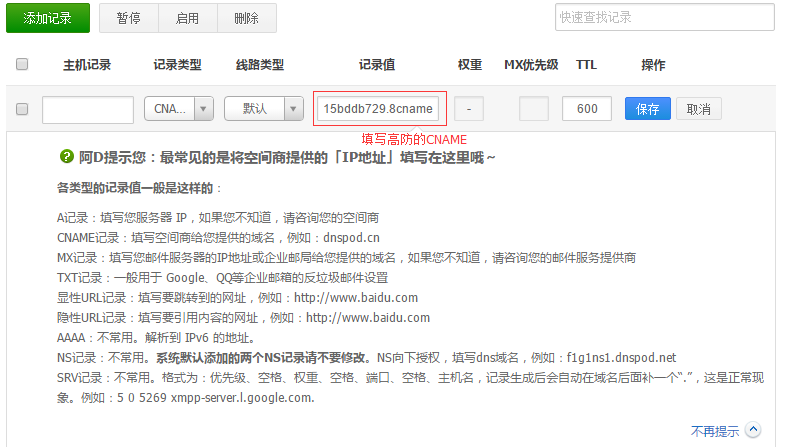 添加记录 暂停 启用 删除 快速查找记录
主机记录 记录类型 线路类型 记录值 权重 MX优先级 TTL 操作
CNA... 默认 15bddb729.8cname - 600 保存 取消
填写高防的CNAME
阿D提示您：最常见的是将空间商提供的「IP地址」填写在这里哦~
各类型的记录值一般是这样的：
A记录：填写您服务器 IP，如果您不知道，请咨询您的空间商
CNAME记录：填写空间商给您提供的域名，例如：dnspod.cn
MX记录：填写您邮件服务器的IP地址或企业邮局给您提供的域名，如果您不知道，请咨询您的邮件服务提供商
TXT记录：一般用于 Google、QQ等企业邮箱的反垃圾邮件设置
显性URL记录：填写要跳转到的网址，例如：http://www.baidu.com
隐性URL记录：填写要引用内容的网址，例如：http://www.baidu.com
AAAA：不常用。解析到 IPv6 的地址。
NS记录：不常用。系统默认添加的两个NS记录请不要修改。NS向下授权，填写dns域名，例如：f1g1ns1.dnspod.net
SRV记录：不常用。格式为：优先级、空格、权重、空格、端口、空格、主机名，记录生成后会自动在域名后面补一个“.”，这是正常现
象。例如：5 0 5269 xmpp-server.l.google.com.
不再提示